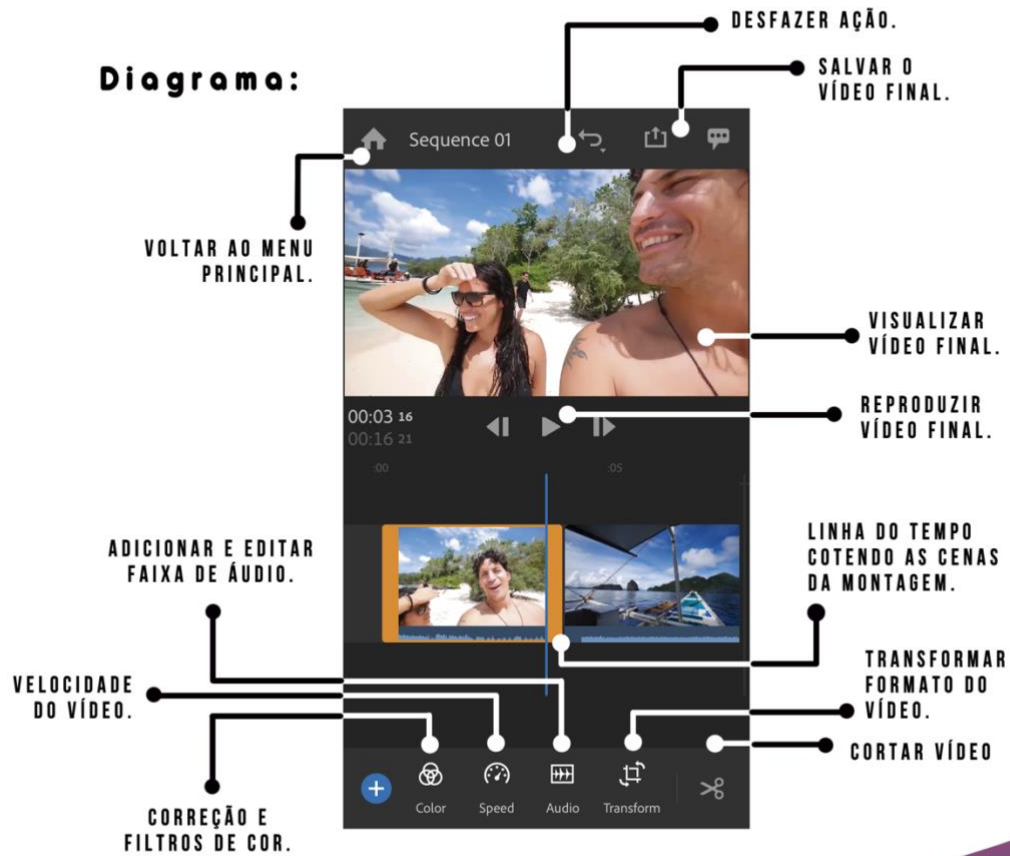 DESFAZER AÇÃO.
Diagrama:
SALVAR O
VÍDEO FINAL.
Sequence 01
VOLTAR AO MENU
PRINCIPAL.
VISUALIZAR
VÍDEO FINAL.
REPRODUZIR
VÍDEO FINAL.
00:03 16
00:16 21
:00
:05
ADICIONAR E EDITAR
FAIXA DE ÁUDIO.
LINHA DO TEMPO
COTENDO AS CENAS
DA MONTAGEM.
VELOCIDADE
DO VÍDEO.
TRANSFORMAR
FORMATO DO
VÍDEO.
CORTAR VÍDEO
Color
Speed
Audio
Transform
CORREÇÃO E
FILTROS DE COR.